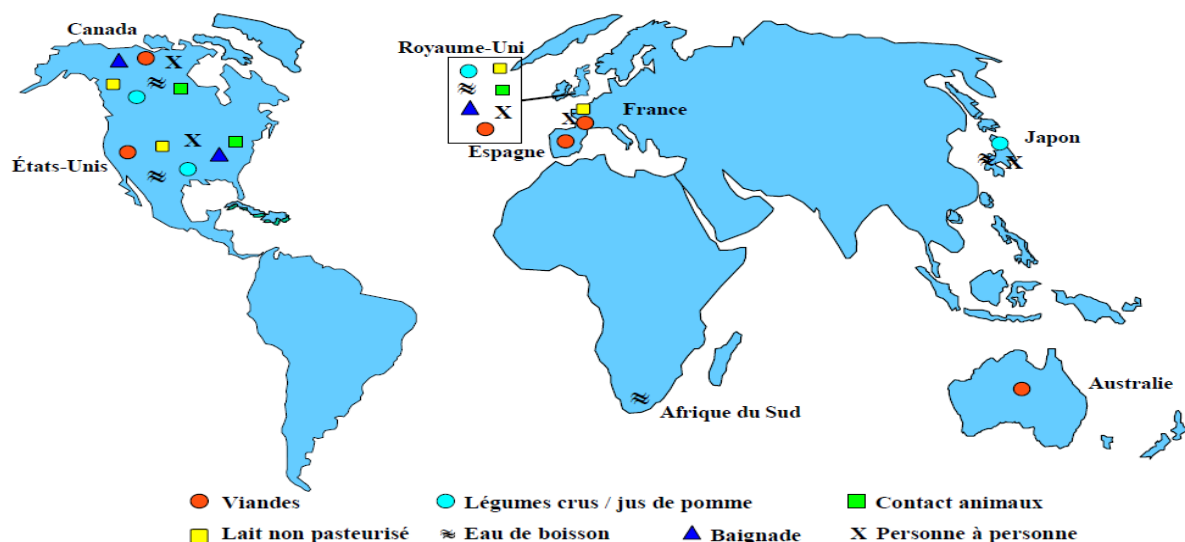 Canada
Royaume-Uni
X
X
X
France
Japon
X
Espagne
X
X
États-Unis
Afrique du Sud
Australie
Viandes
Légumes crus / jus de pomme
Contact animaux
Lait non pasteurisé
Eau de boisson
Baignade
X Personne à personne